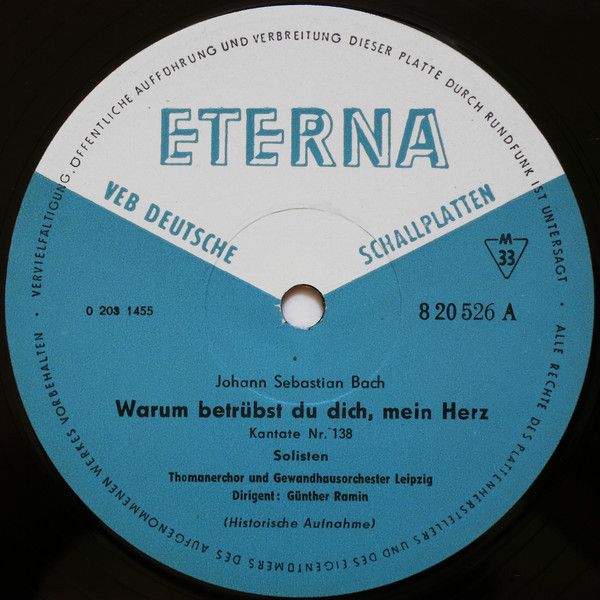 ALLE RECHTE DES PLATTENHERSTELLERS UND DES EIGENTÜMERS DES AUFGENOMMENEN WERKES VORBEHALTEN · VERVIELFÄLTIGUNG, ÖFFENTLICHE AUFFÜHRUNG UND VERBREITUNG DIESER PLATTE DURCH RUNDFUNK IST UNTERSAGT ·
ETERNA
VEB DEUTSCHE SCHALLPLATTEN
M
33
0 203 1455
8 20 526 A
Johann Sebastian Bach
Warum betrübst du dich, mein Herz
Kantate Nr. 138
Solisten
Thomanerchor und Gewandhausorchester Leipzig
Dirigent: Günther Ramin
(Historische Aufnahme)